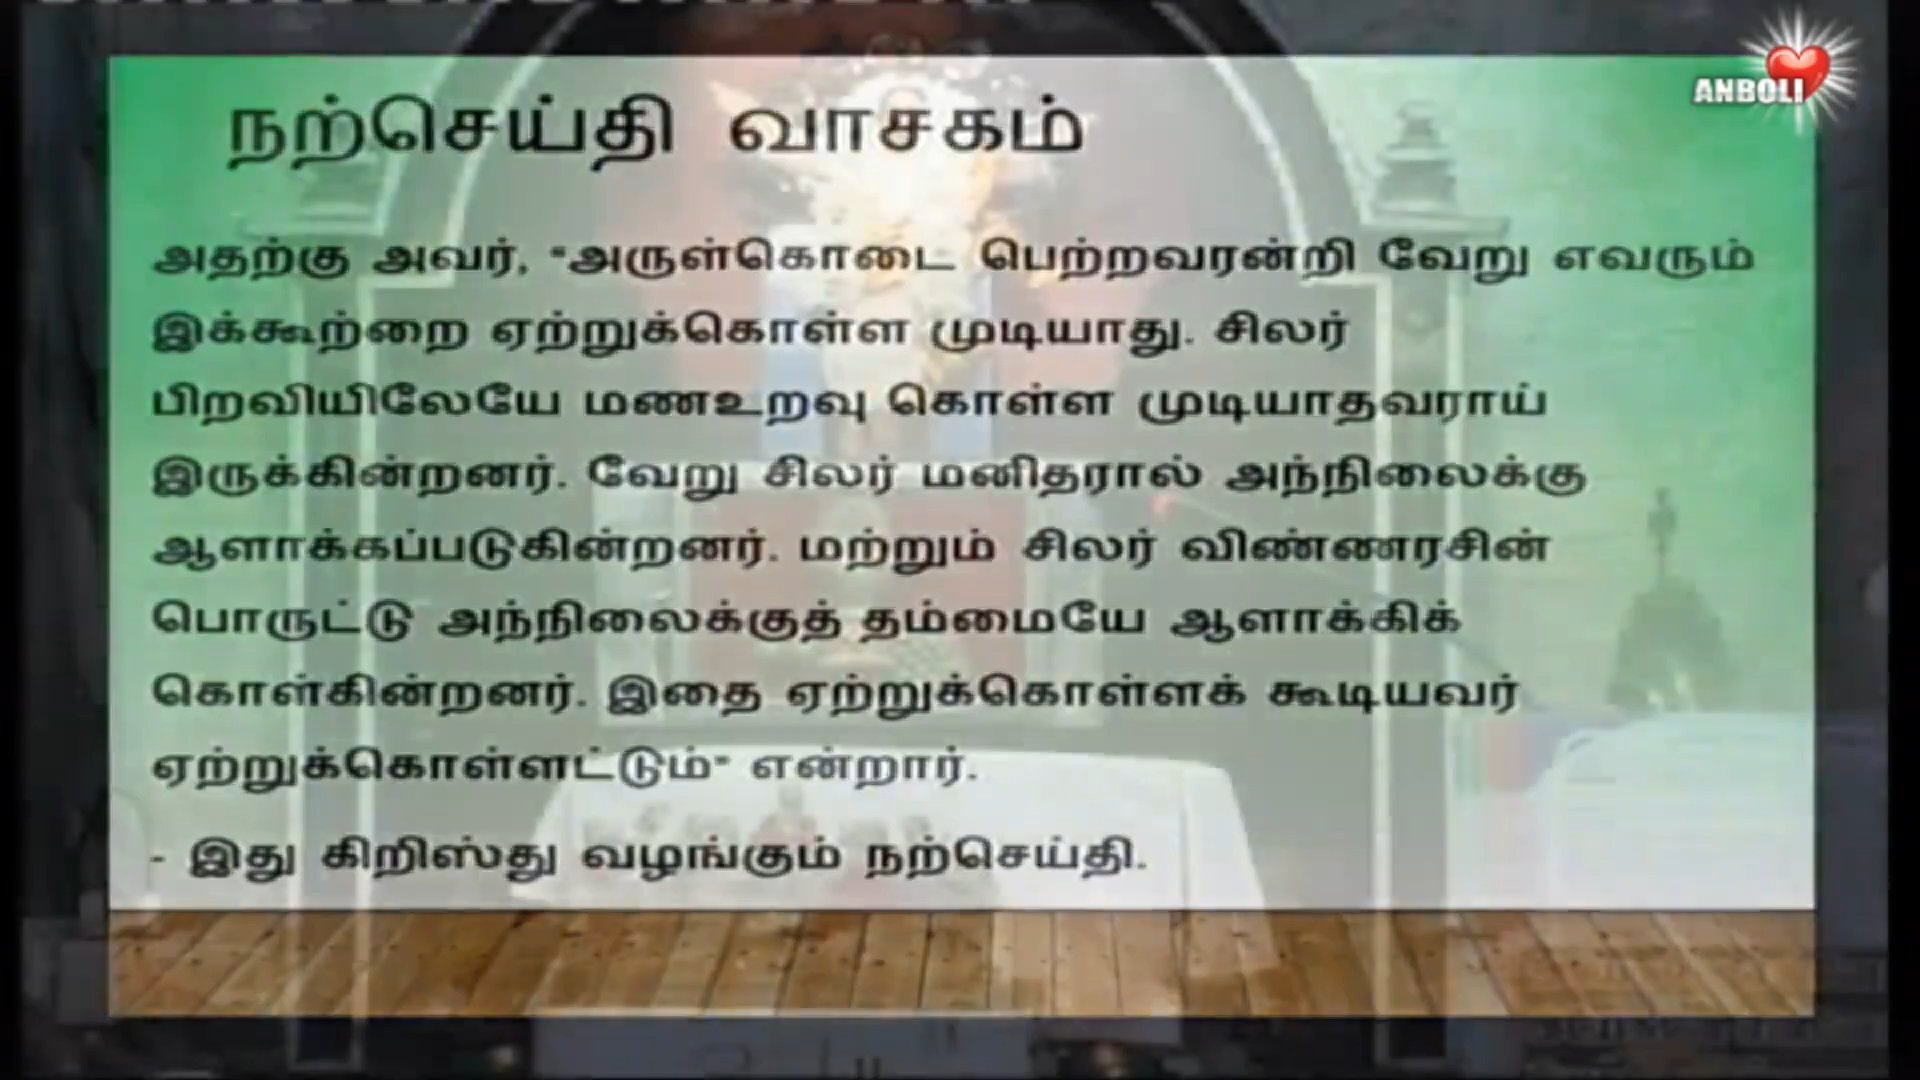 ANBOLI
நற்செய்தி வாசகம்
அதற்கு அவர், "அருள்கொடை பெற்றவரன்றி வேறு எவரும்
இக்கூற்றை ஏற்றுக்கொள்ள முடியாது. சிலர்
பிறவியிலேயே மணஉறவு கொள்ள முடியாதவராய்
இருக்கின்றனர். வேறு சிலர் மனிதரால் அந்நிலைக்கு
ஆளாக்கப்படுகின்றனர். மற்றும் சிலர் விண்ணரசின்
பொருட்டு அந்நிலைக்குத் தம்மையே ஆளாக்கிக்
கொள்கின்றனர். இதை ஏற்றுக்கொள்ளக் கூடியவர்
ஏற்றுக்கொள்ளட்டும்" என்றார்.
- இது கிறிஸ்து வழங்கும் நற்செய்தி.